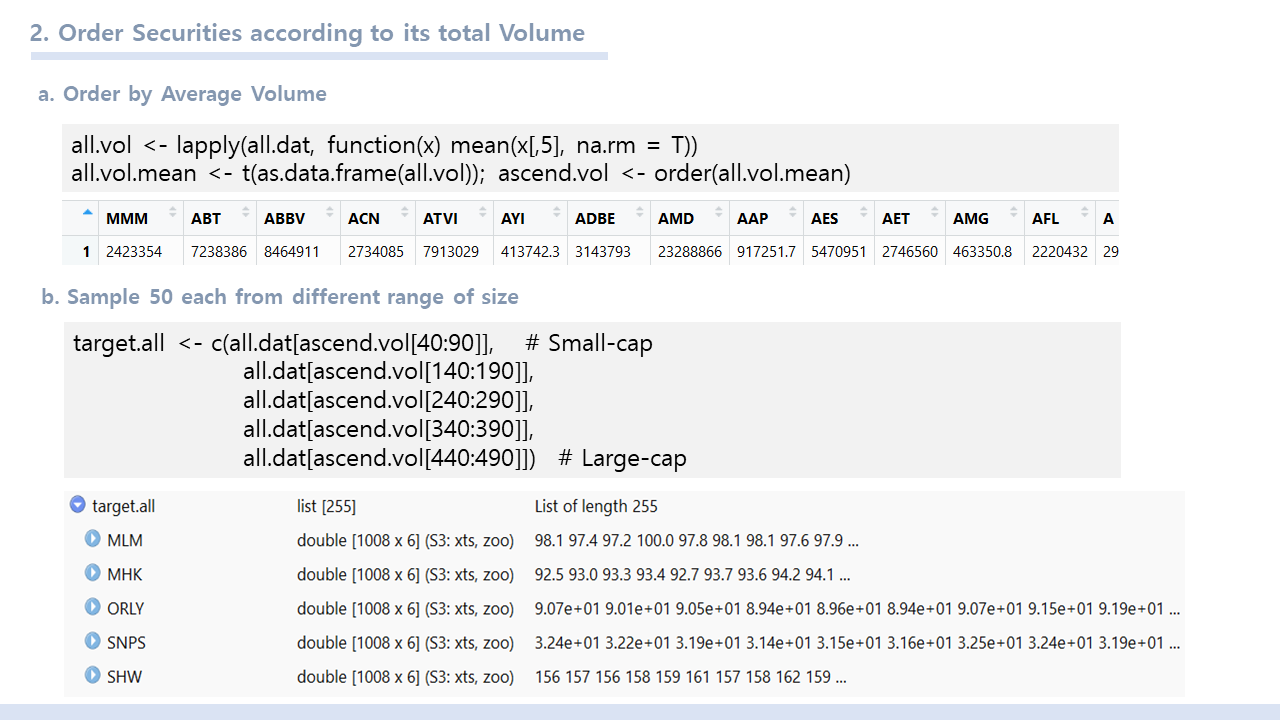 2. Order Securities according to its total Volume
a. Order by Average Volume
all.vol <- lapply(all.dat, function(x) mean(x[,5], na.rm = T))
all.vol.mean <- t(as.data.frame(all.vol)); ascend.vol <- order(all.vol.mean)
MMM ABT ABBV ACN ATVI AYI ADBE AMD AAP AES AET AMG AFL A
1 2423354 7238386 8464911 2734085 7913029 413742.3 3143793 23288866 917251.7 5470951 2746560 463350.8 2220432 29
b. Sample 50 each from different range of size
target.all <- c(all.dat[ascend.vol[40:90]], # Small-cap
all.dat[ascend.vol[140:190]],
all.dat[ascend.vol[240:290]],
all.dat[ascend.vol[340:390]],
all.dat[ascend.vol[440:490]]) # Large-cap
target.all list [255] List of length 255
MLM double [1008 x 6] (S3: xts, zoo) 98.1 97.4 97.2 100.0 97.8 98.1 98.1 97.6 97.9 ...
MHK double [1008 x 6] (S3: xts, zoo) 92.5 93.0 93.3 93.4 92.7 93.7 93.6 94.2 94.1 ...
ORLY double [1008 x 6] (S3: xts, zoo) 9.07e+01 9.01e+01 9.05e+01 8.94e+01 8.96e+01 8.94e+01 9.07e+01 9.15e+01 9.19e+01 ...
SNPS double [1008 x 6] (S3: xts, zoo) 3.24e+01 3.22e+01 3.19e+01 3.14e+01 3.15e+01 3.16e+01 3.25e+01 3.24e+01 3.19e+01 ...
SHW double [1008 x 6] (S3: xts, zoo) 156 157 156 158 159 161 157 158 162 159 ...